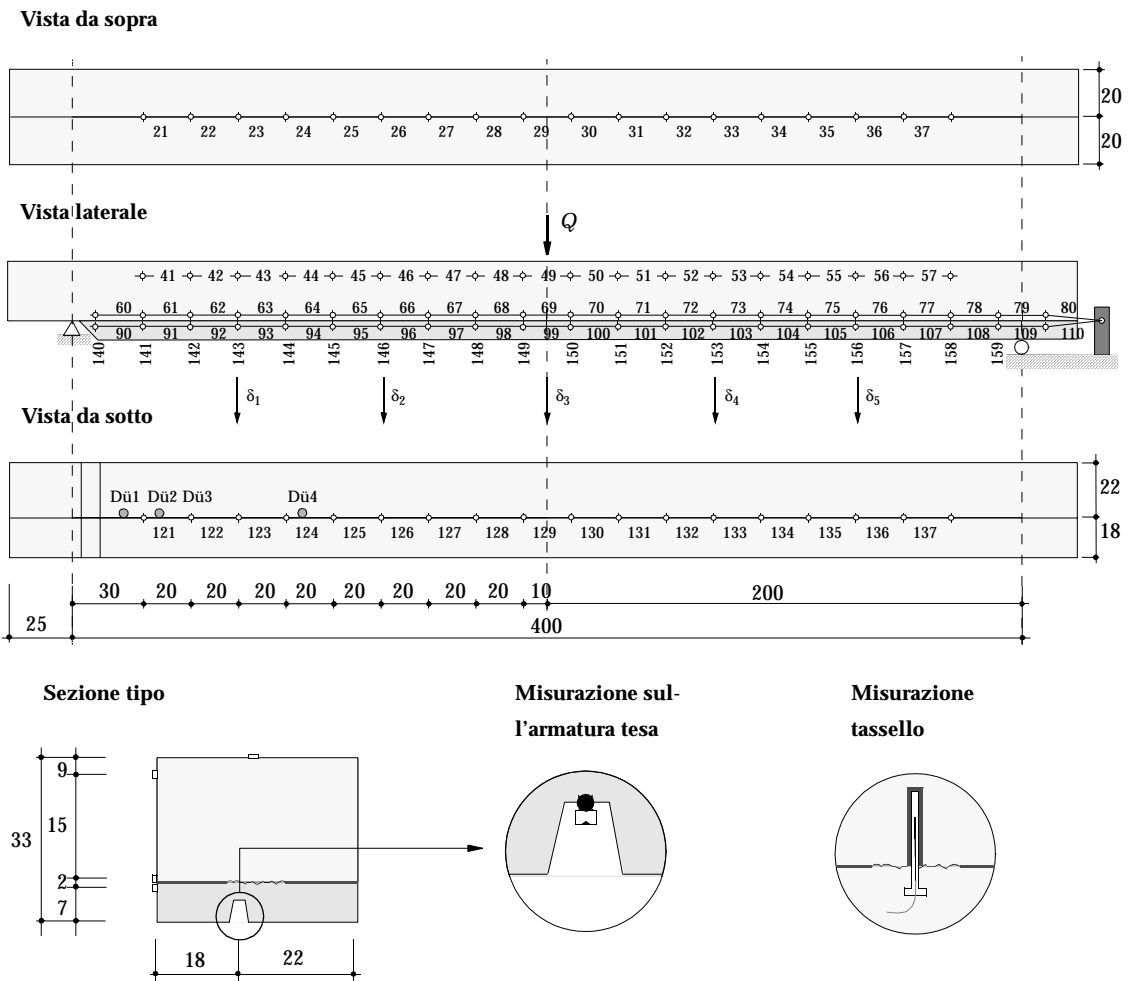 Vista da sopra
21 22 23 24 25 26 27 28 29 30 31 32 33 34 35 36 37
20
20
Vista laterale
Q
41 42 43 44 45 46 47 48 49 50 51 52 53 54 55 56 57
60 61 62 63 64 65 66 67 68 69 70 71 72 73 74 75 76 77 78 79 80
90 91 92 93 94 95 96 97 98 99 100 101 102 103 104 105 106 107 108 109 110
140 141 142 143 144 145 146 147 148 149 150 151 152 153 154 155 156 157 158 159
δ1 δ2 δ3 δ4 δ5
Vista da sotto
Dü1 Dü2 Dü3 Dü4
121 122 123 124 125 126 127 128 129 130 131 132 133 134 135 136 137
22
18
30 20 20 20 20 20 20 20 20 10 200
25 400
Sezione tipo
9
15
33
2
7
18 22
Misurazione sul-
l'armatura tesa
Misurazione
tassello